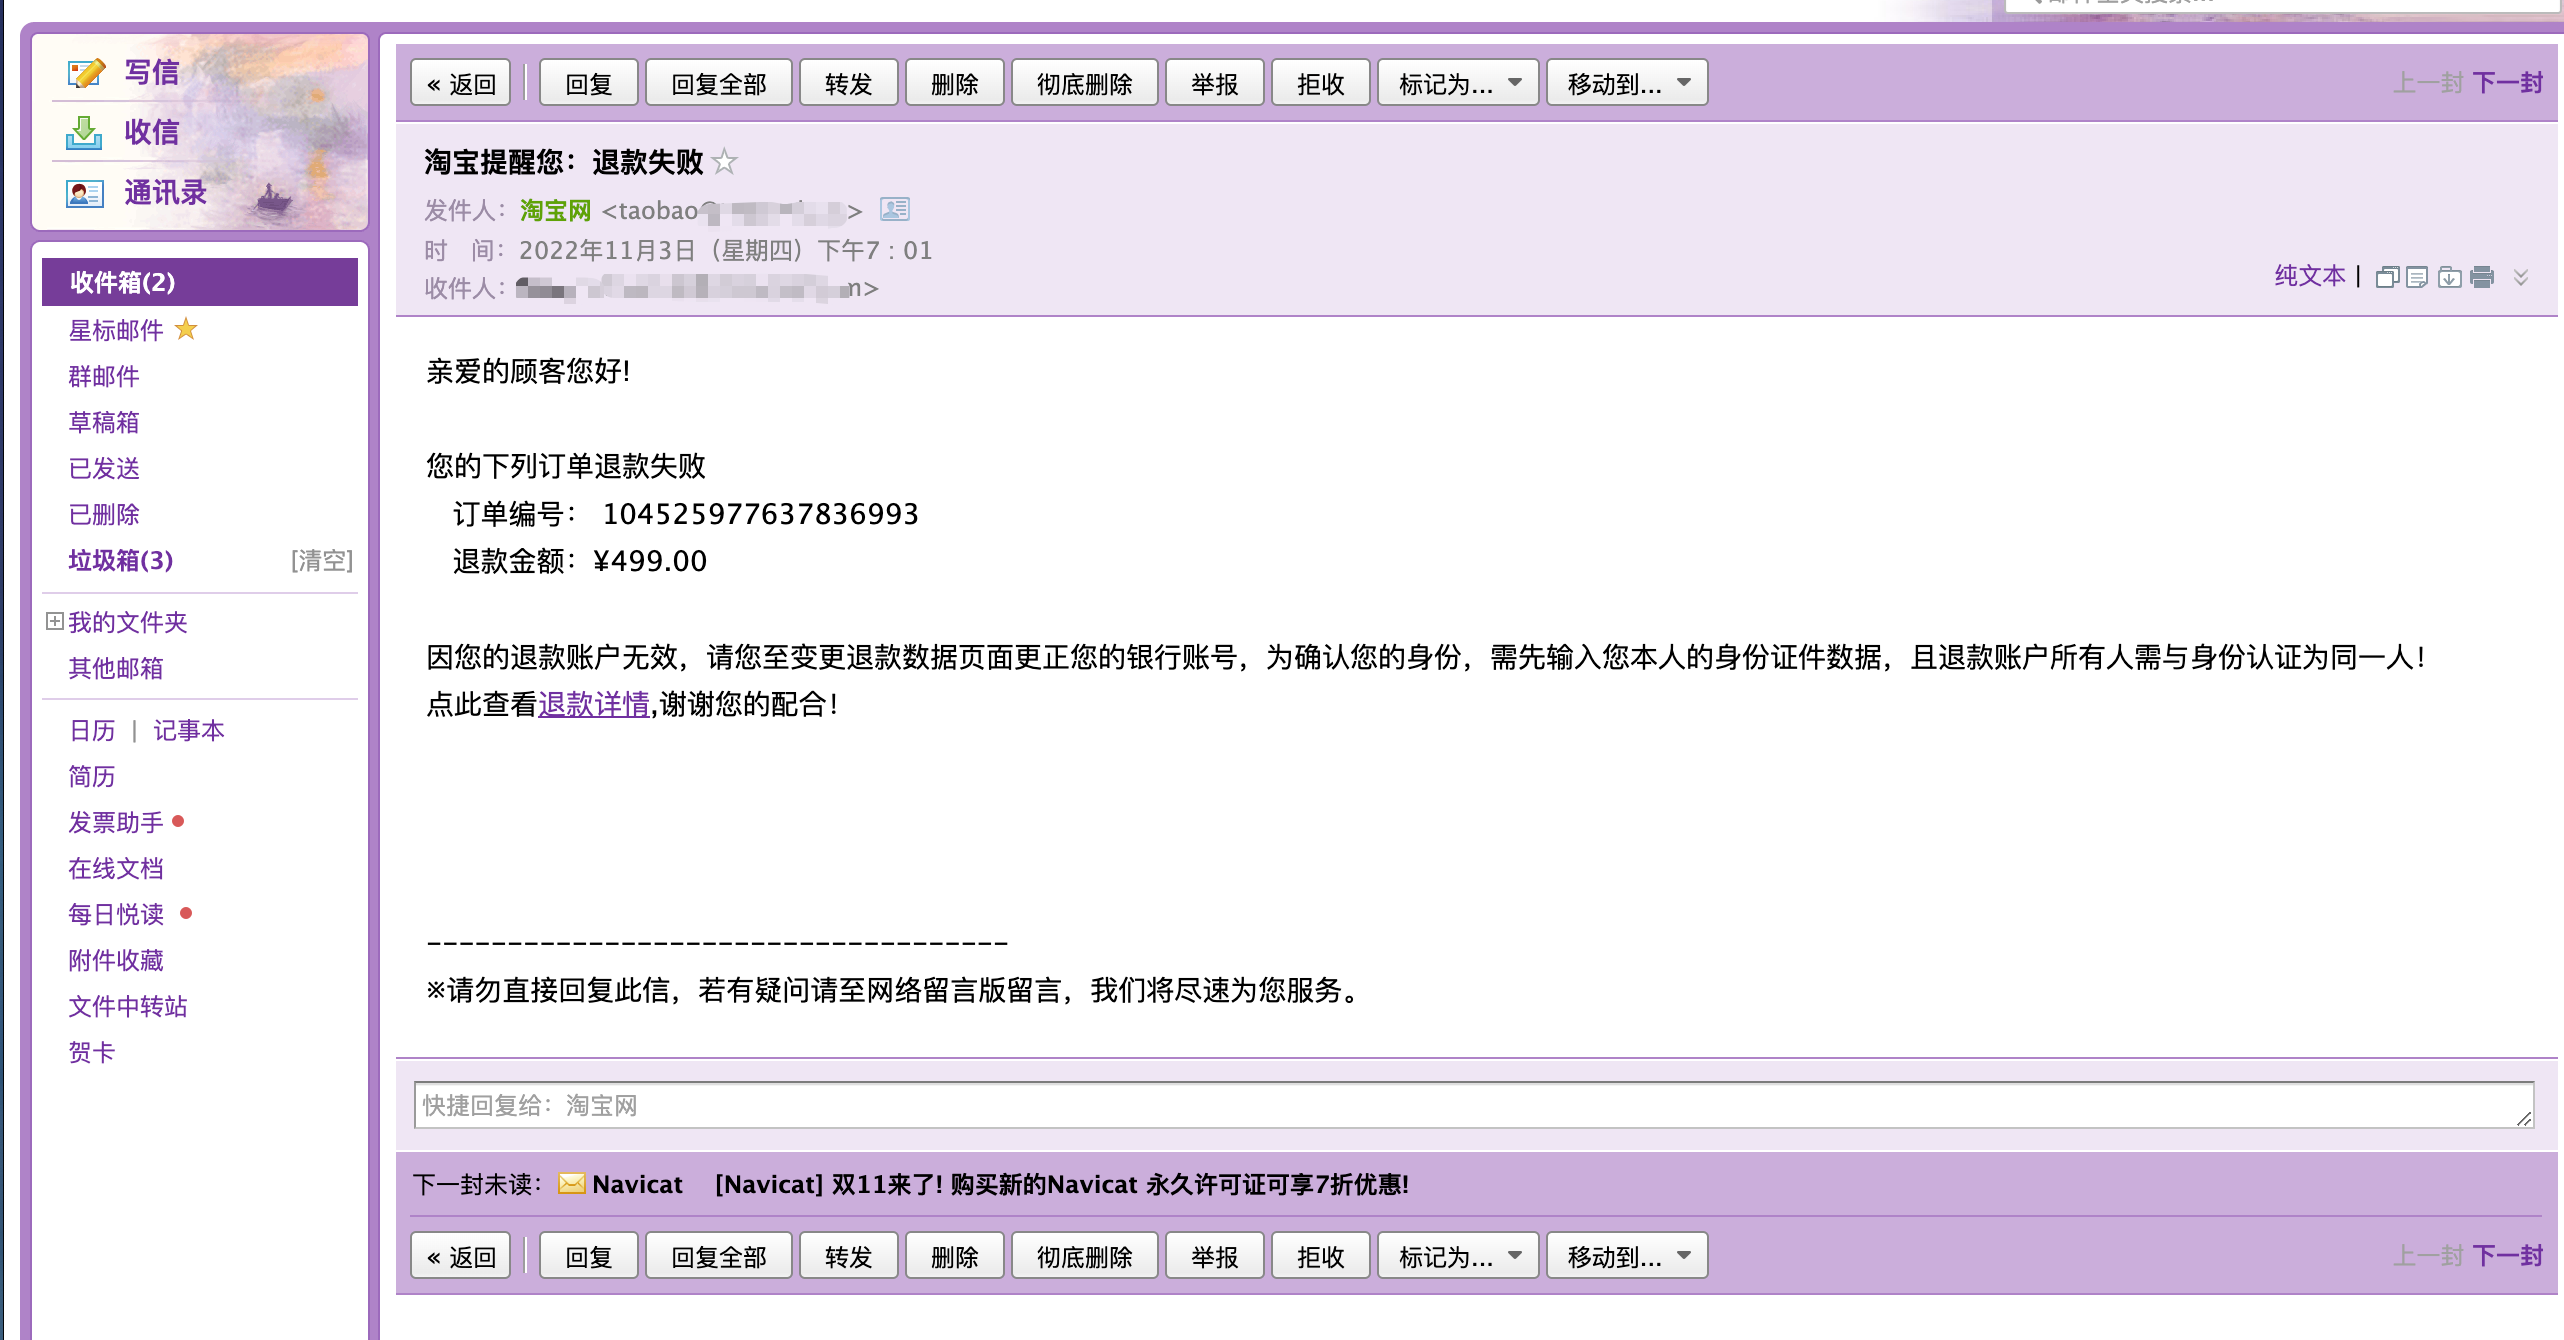 写信
收信
通讯录
收件箱(2)
星标邮件
群邮件
草稿箱
已发送
已删除
垃圾箱(3) [清空]
我的文件夹
其他邮箱
日历 | 记事本
简历
发票助手
在线文档
每日悦读
附件收藏
文件中转站
贺卡
« 返回 回复 回复全部 转发 删除 彻底删除 举报 拒收 标记为... 移动到... 上一封 下一封
淘宝提醒您：退款失败
发件人：淘宝网 <taobao >
时 间：2022年11月3日（星期四）下午7：01
收件人： >
纯文本 |
亲爱的顾客您好！
您的下列订单退款失败
订单编号： 104525977637836993
退款金额：¥499.00
因您的退款账户无效，请您至变更退款数据页面更正您的银行账号，为确认您的身份，需先输入您本人的身份证件数据，且退款账户所有人需与身份认证为同一人！
点此查看退款详情,谢谢您的配合！
------------------------------------
※请勿直接回复此信，若有疑问请至网络留言版留言，我们将尽速为您服务。
快捷回复给：淘宝网
下一封未读： Navicat [Navicat] 双11来了! 购买新的Navicat 永久许可证可享7折优惠!
« 返回 回复 回复全部 转发 删除 彻底删除 举报 拒收 标记为... 移动到... 上一封 下一封